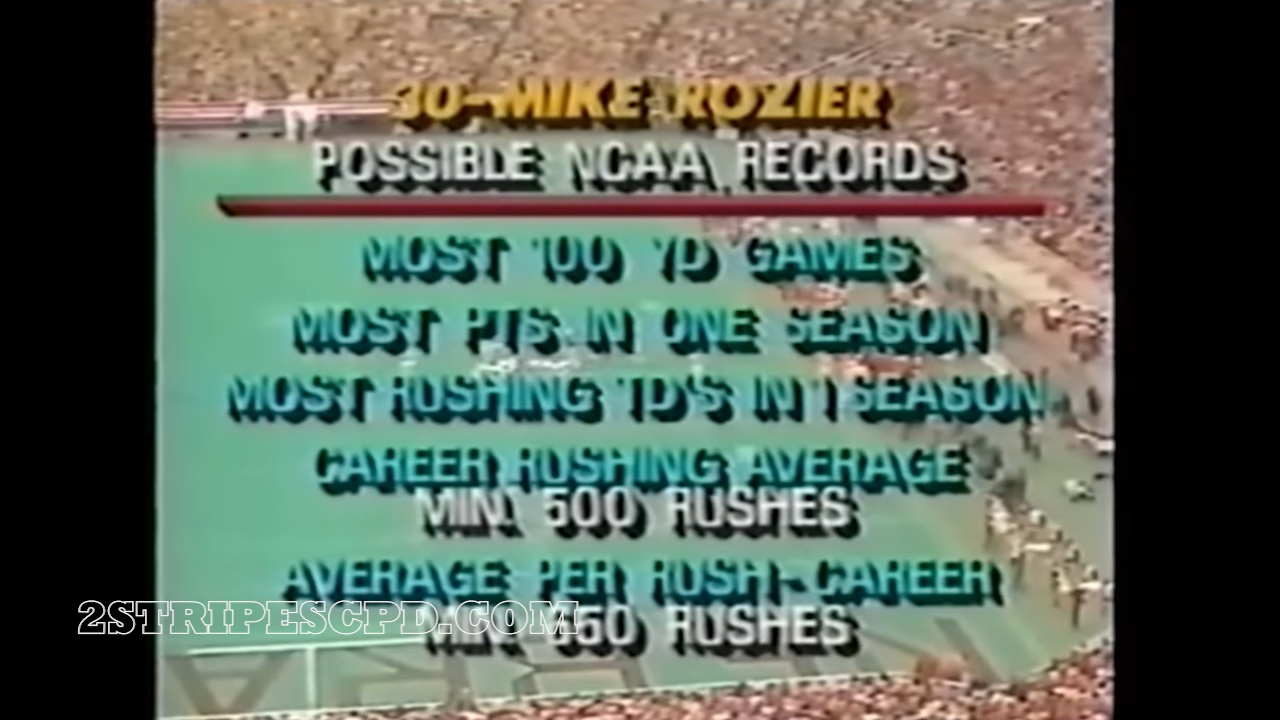 30-MIKE ROZIER
POSSIBLE NCAA RECORDS
MOST 100 YD GAMES
MOST PTS IN ONE SEASON
MOST RUSHING TD'S IN 1 SEASON
CAREER RUSHING AVERAGE
MIN. 500 RUSHES
AVERAGE PER RUSH-CAREER
MIN. RUSHES
2STRIPESCPD.COM